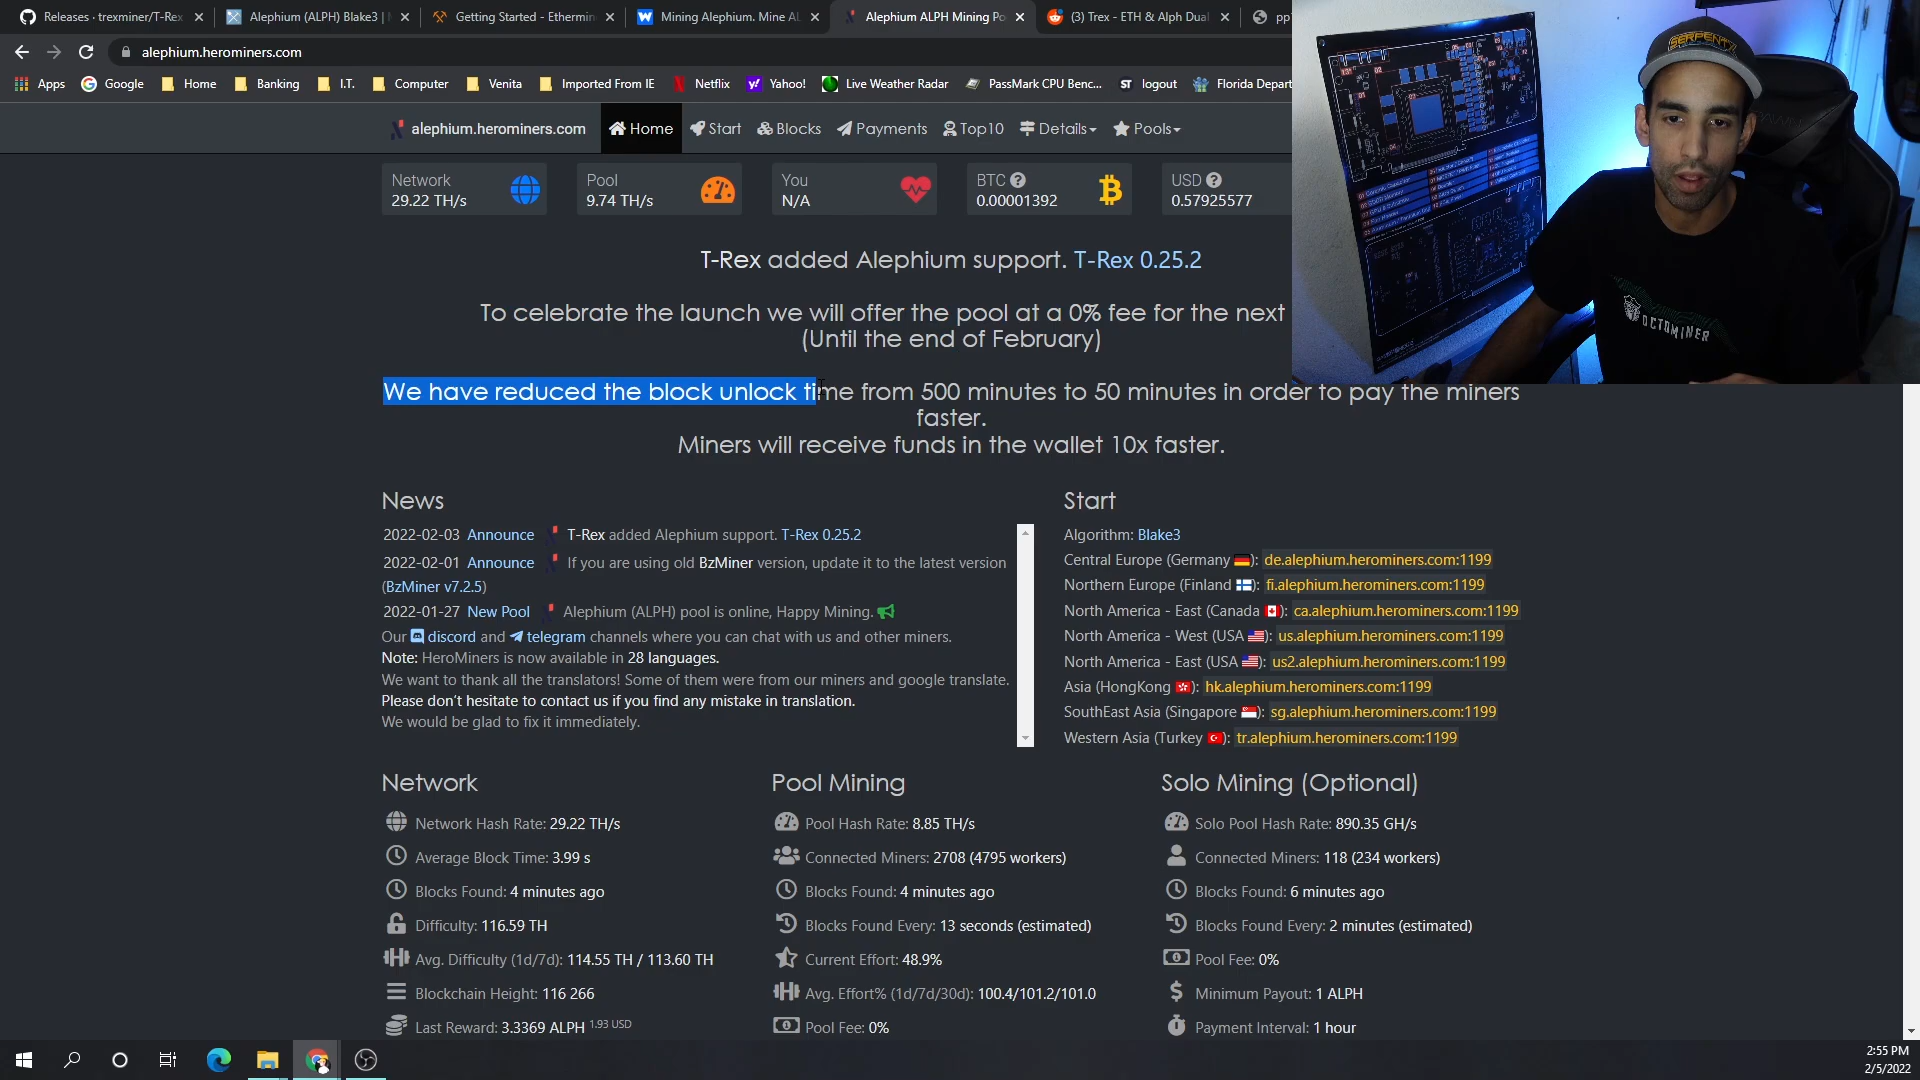 Releases · trexminer/T-Rex
Alephium (ALPH) Blake3 |
Getting Started - Ethermin
Mining Alephium. Mine AL
Alephium ALPH Mining Po
(3) Trex - ETH & Alph Dual
pp
alephium.herominers.com
Apps
Google
Home
Banking
I.T.
Computer
Venita
Imported From IE
Netflix
Yahoo!
Live Weather Radar
PassMark CPU Benc...
logout
Florida Depart
alephium.herominers.com
Home
Start
Blocks
Payments
Top10
Details
Pools
Network
29.22 TH/s
Pool
9.74 TH/s
You
N/A
BTC
0.00001392
USD
0.57925577
T-Rex added Alephium support. T-Rex 0.25.2
To celebrate the launch we will offer the pool at a 0% fee for the next
(Until the end of February)
We have reduced the block unlock time from 500 minutes to 50 minutes in order to pay the miners
faster.
Miners will receive funds in the wallet 10x faster.
News
2022-02-03 Announce T-Rex added Alephium support. T-Rex 0.25.2
2022-02-01 Announce If you are using old BzMiner version, update it to the latest version
(BzMiner v7.2.5)
2022-01-27 New Pool Alephium (ALPH) pool is online, Happy Mining.
Our discord and telegram channels where you can chat with us and other miners.
Note: HeroMiners is now available in 28 languages.
We want to thank all the translators! Some of them were from our miners and google translate.
Please don't hesitate to contact us if you find any mistake in translation.
We would be glad to fix it immediately.
Start
Algorithm: Blake3
Central Europe (Germany): de.alephium.herominers.com:1199
Northern Europe (Finland): fi.alephium.herominers.com:1199
North America - East (Canada): ca.alephium.herominers.com:1199
North America - West (USA): us.alephium.herominers.com:1199
North America - East (USA): us2.alephium.herominers.com:1199
Asia (HongKong): hk.alephium.herominers.com:1199
SouthEast Asia (Singapore): sg.alephium.herominers.com:1199
Western Asia (Turkey): tr.alephium.herominers.com:1199
Network
Network Hash Rate: 29.22 TH/s
Average Block Time: 3.99 s
Blocks Found: 4 minutes ago
Difficulty: 116.59 TH
Avg. Difficulty (1d/7d): 114.55 TH / 113.60 TH
Blockchain Height: 116 266
Last Reward: 3.3369 ALPH 1.93 USD
Pool Mining
Pool Hash Rate: 8.85 TH/s
Connected Miners: 2708 (4795 workers)
Blocks Found: 4 minutes ago
Blocks Found Every: 13 seconds (estimated)
Current Effort: 48.9%
Avg. Effort% (1d/7d/30d): 100.4/101.2/101.0
Pool Fee: 0%
Solo Mining (Optional)
Solo Pool Hash Rate: 890.35 GH/s
Connected Miners: 118 (234 workers)
Blocks Found: 6 minutes ago
Blocks Found Every: 2 minutes (estimated)
Pool Fee: 0%
Minimum Payout: 1 ALPH
Payment Interval: 1 hour
OCTOMINER
2:55 PM
2/5/2022